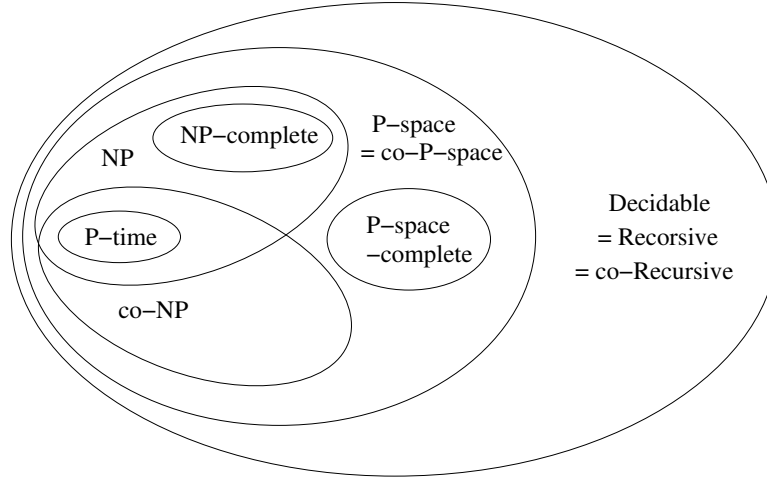 NP−complete
NP
P−space
= co−P−space
P−time
P−space
−complete
co−NP
Decidable
= Recorsive
= co−Recursive